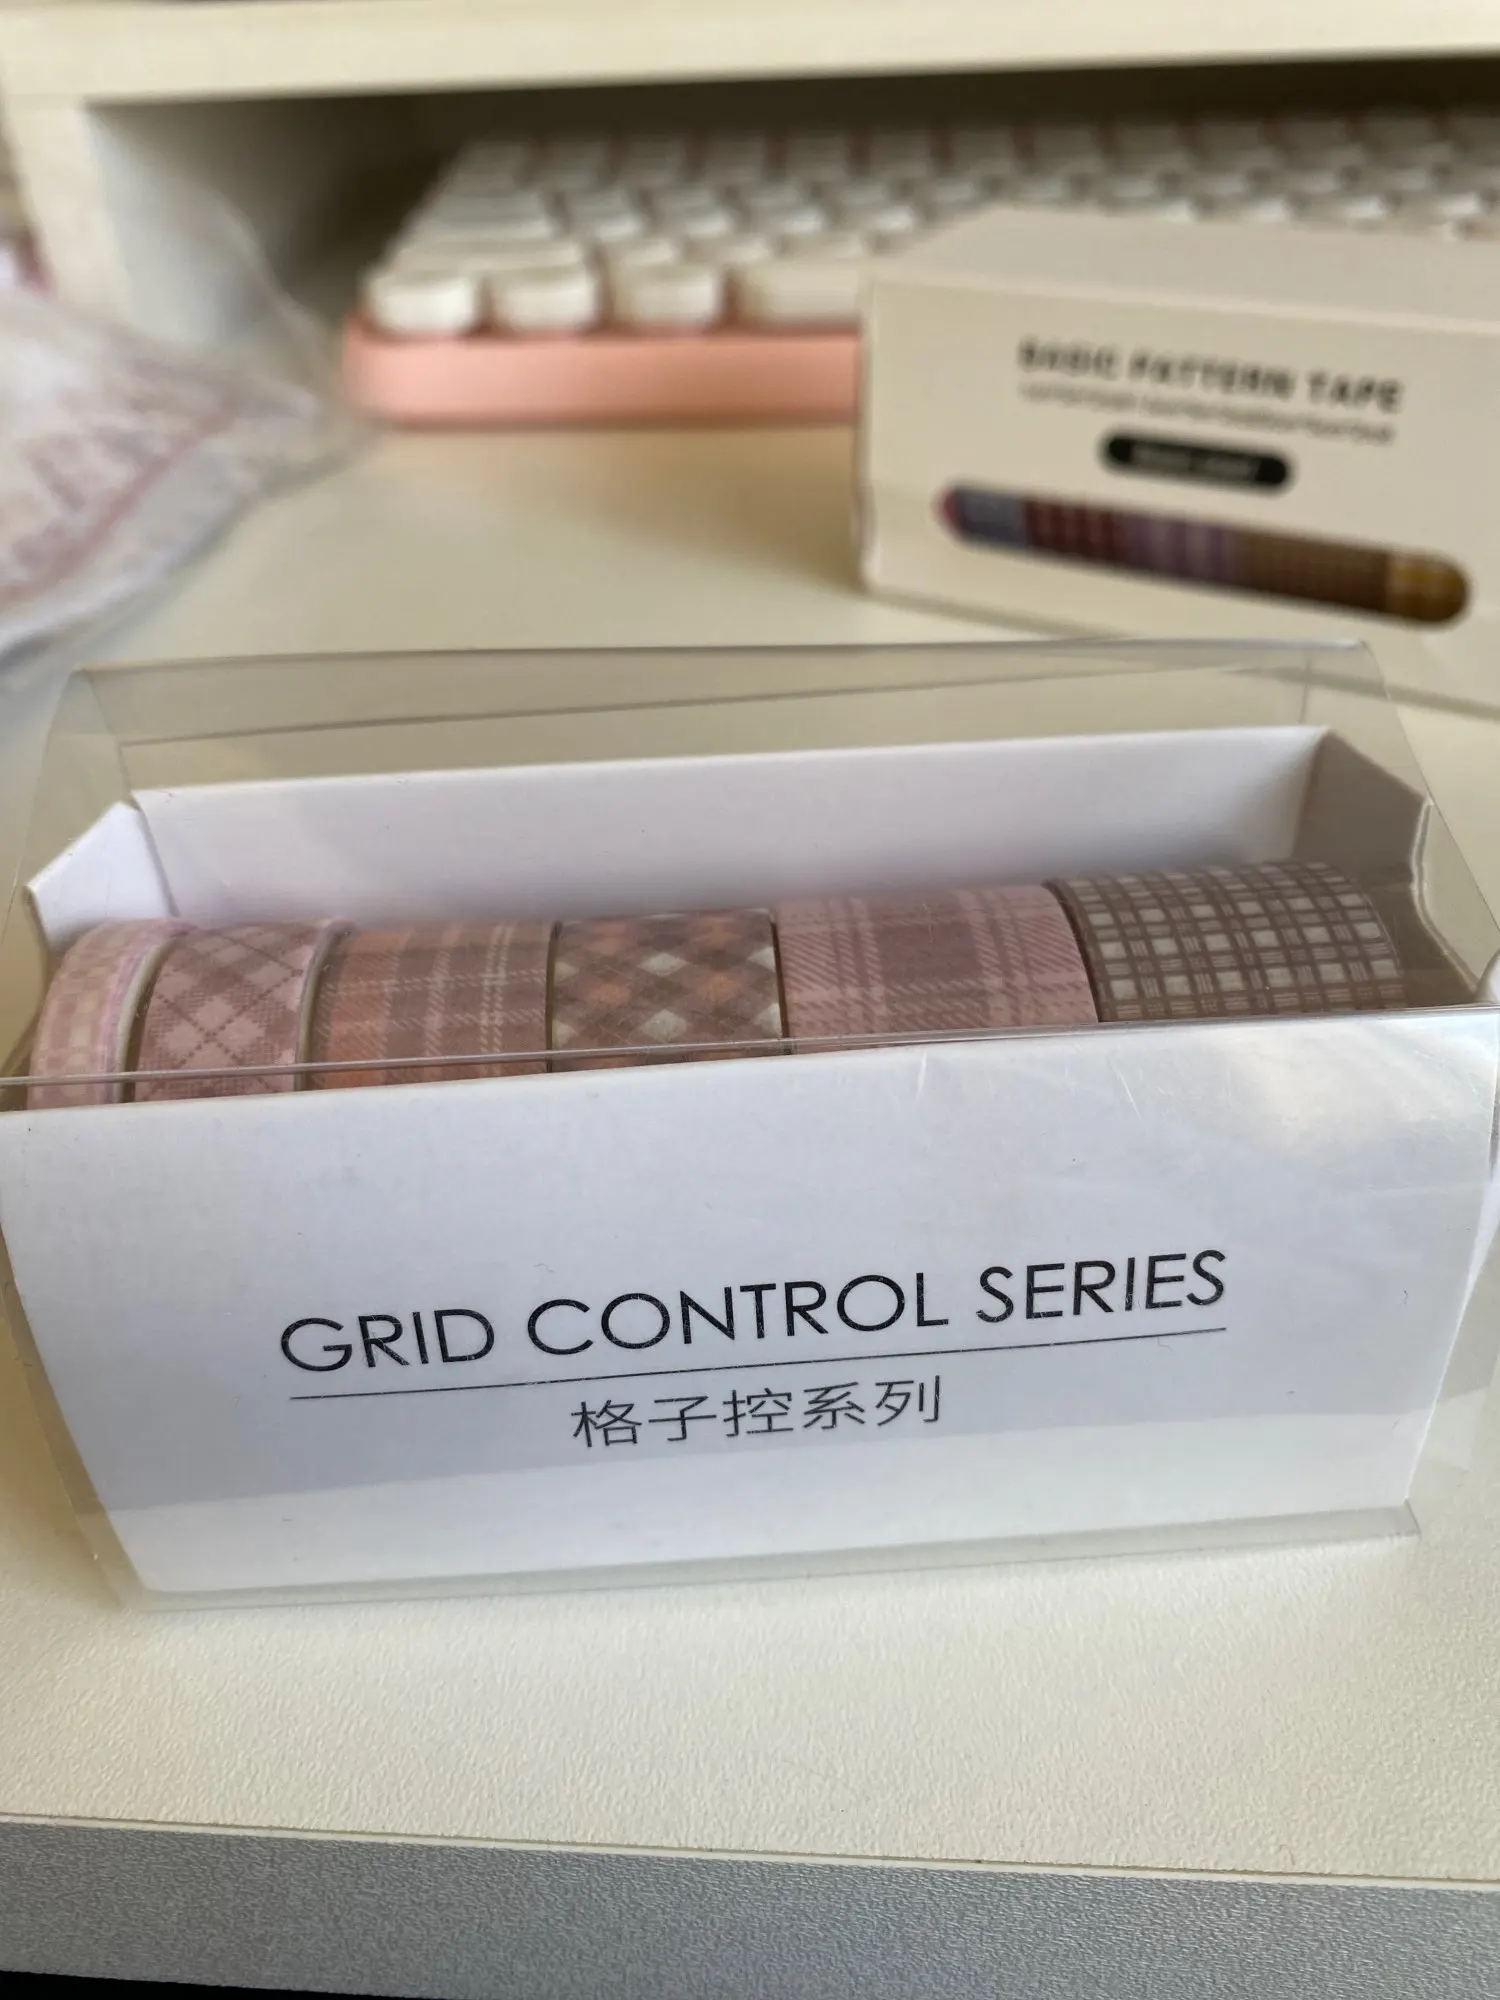 BASIC PATTERN TAPE
GRID CONTROL SERIES
格子控系列